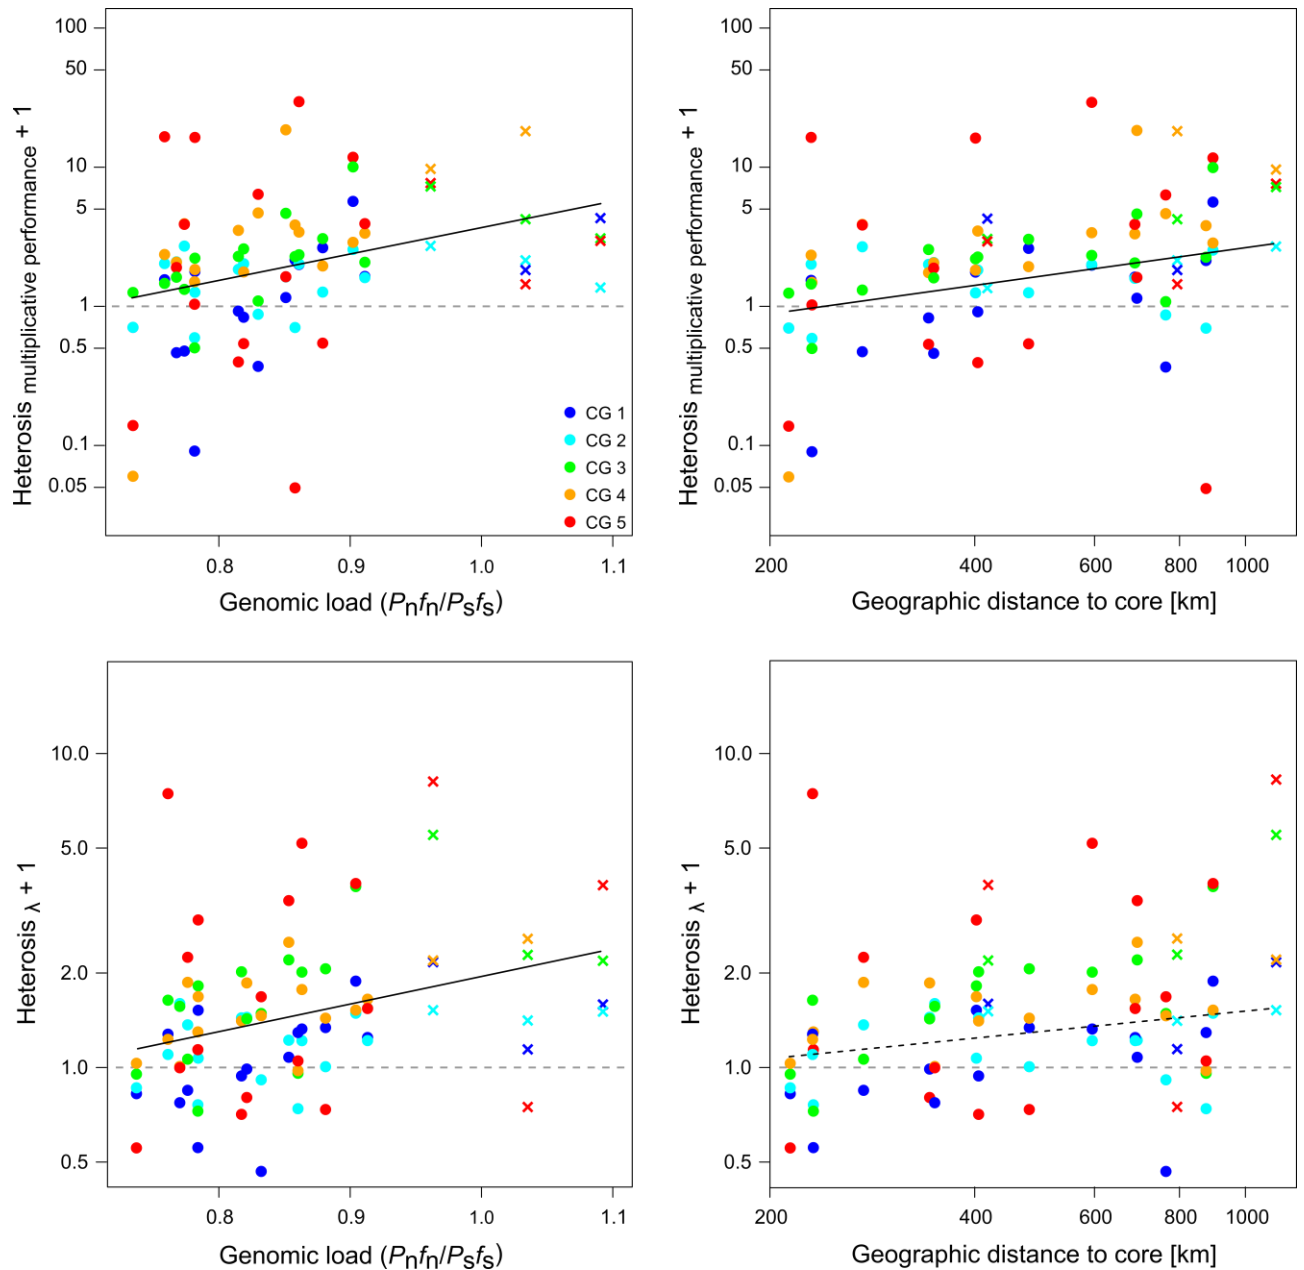 100
50
10
5
1
0.5
0.1
0.05
Heterosis multiplicative performance + 1
CG 1
CG 2
CG 3
CG 4
CG 5
0.8 0.9 1.0 1.1
Genomic load (Pnfn/Psfs)
100
50
10
5
1
0.5
0.1
0.05
Heterosis multiplicative performance + 1
200 400 600 800 1000
Geographic distance to core [km]
10.0
5.0
2.0
1.0
0.5
Heterosis λ + 1
0.8 0.9 1.0 1.1
Genomic load (Pnfn/Psfs)
10.0
5.0
2.0
1.0
0.5
Heterosis λ + 1
200 400 600 800 1000
Geographic distance to core [km]